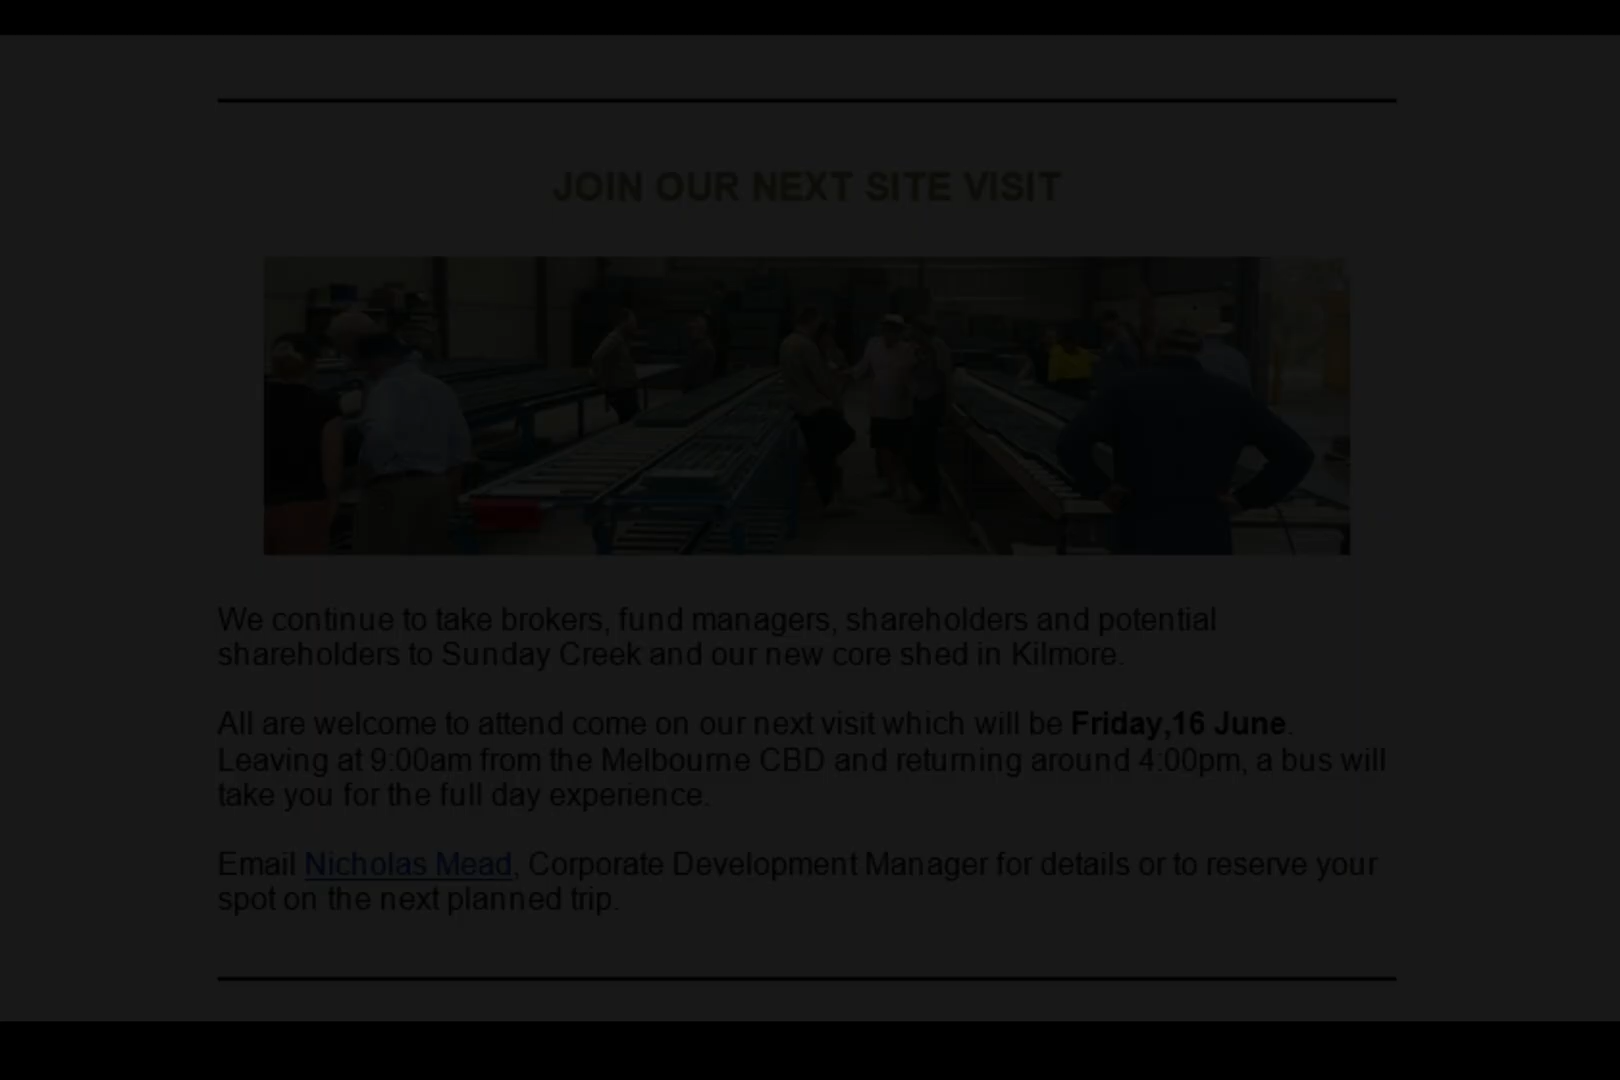 JOIN OUR NEXT SITE VISIT
We continue to take brokers, fund managers, shareholders and potential
shareholders to Sunday Creek and our new core shed in Kilmore.
All are welcome to attend come on our next visit which will be Friday,16 June.
Leaving at 9:00am from the Melbourne CBD and returning around 4:00pm, a bus will
take you for the full day experience.
Email Nicholas Mead, Corporate Development Manager for details or to reserve your
spot on the next planned trip.